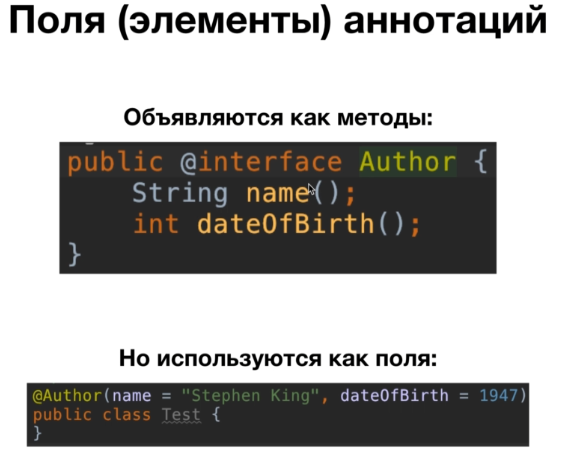 Поля (элементы) аннотаций
Объявляются как методы:
public @interface Author {
String name();
int dateOfBirth();
}
Но используются как поля:
@Author(name = "Stephen King", dateOfBirth = 1947)
public class Test {
}